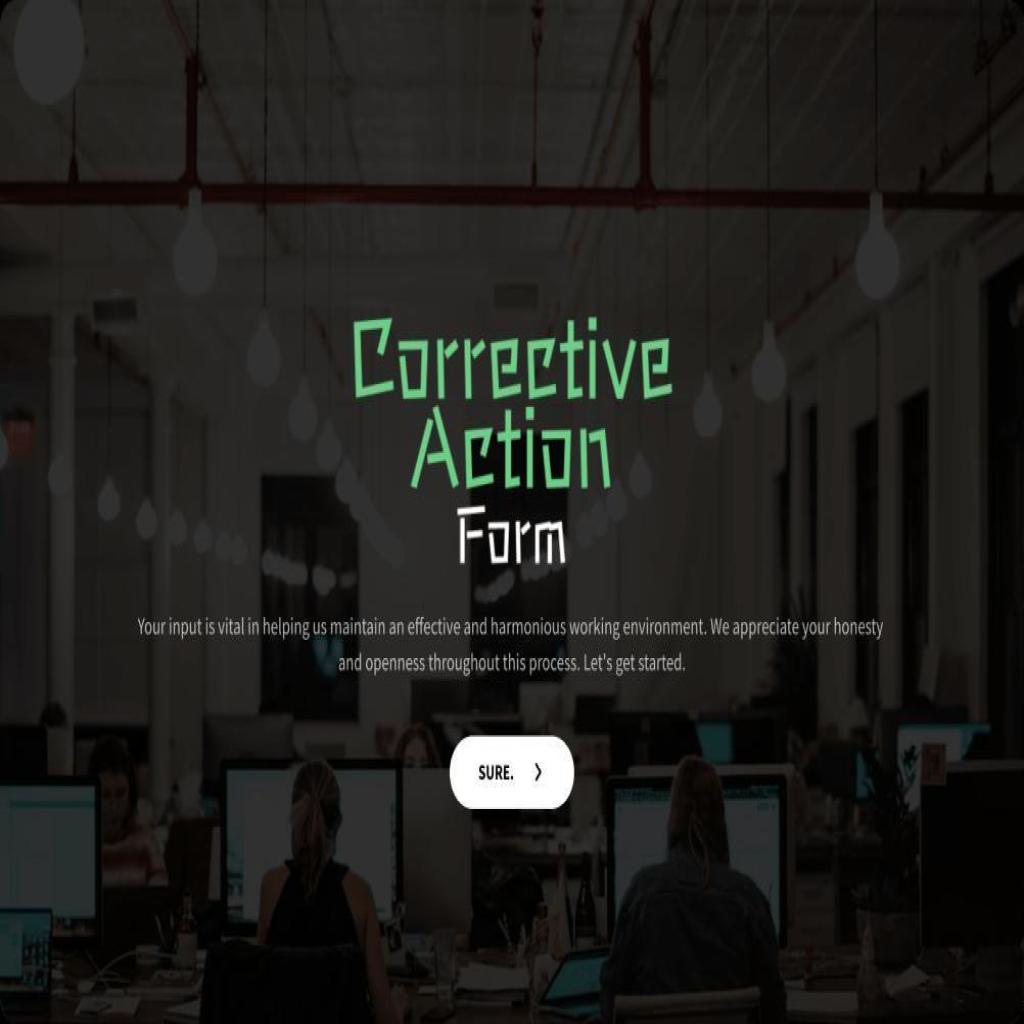 Corrective
Action
Form
Your input is vital in helping us maintain an effective and harmonious working environment. We appreciate your honesty
and openness throughout this process. Let's get started.
SURE.